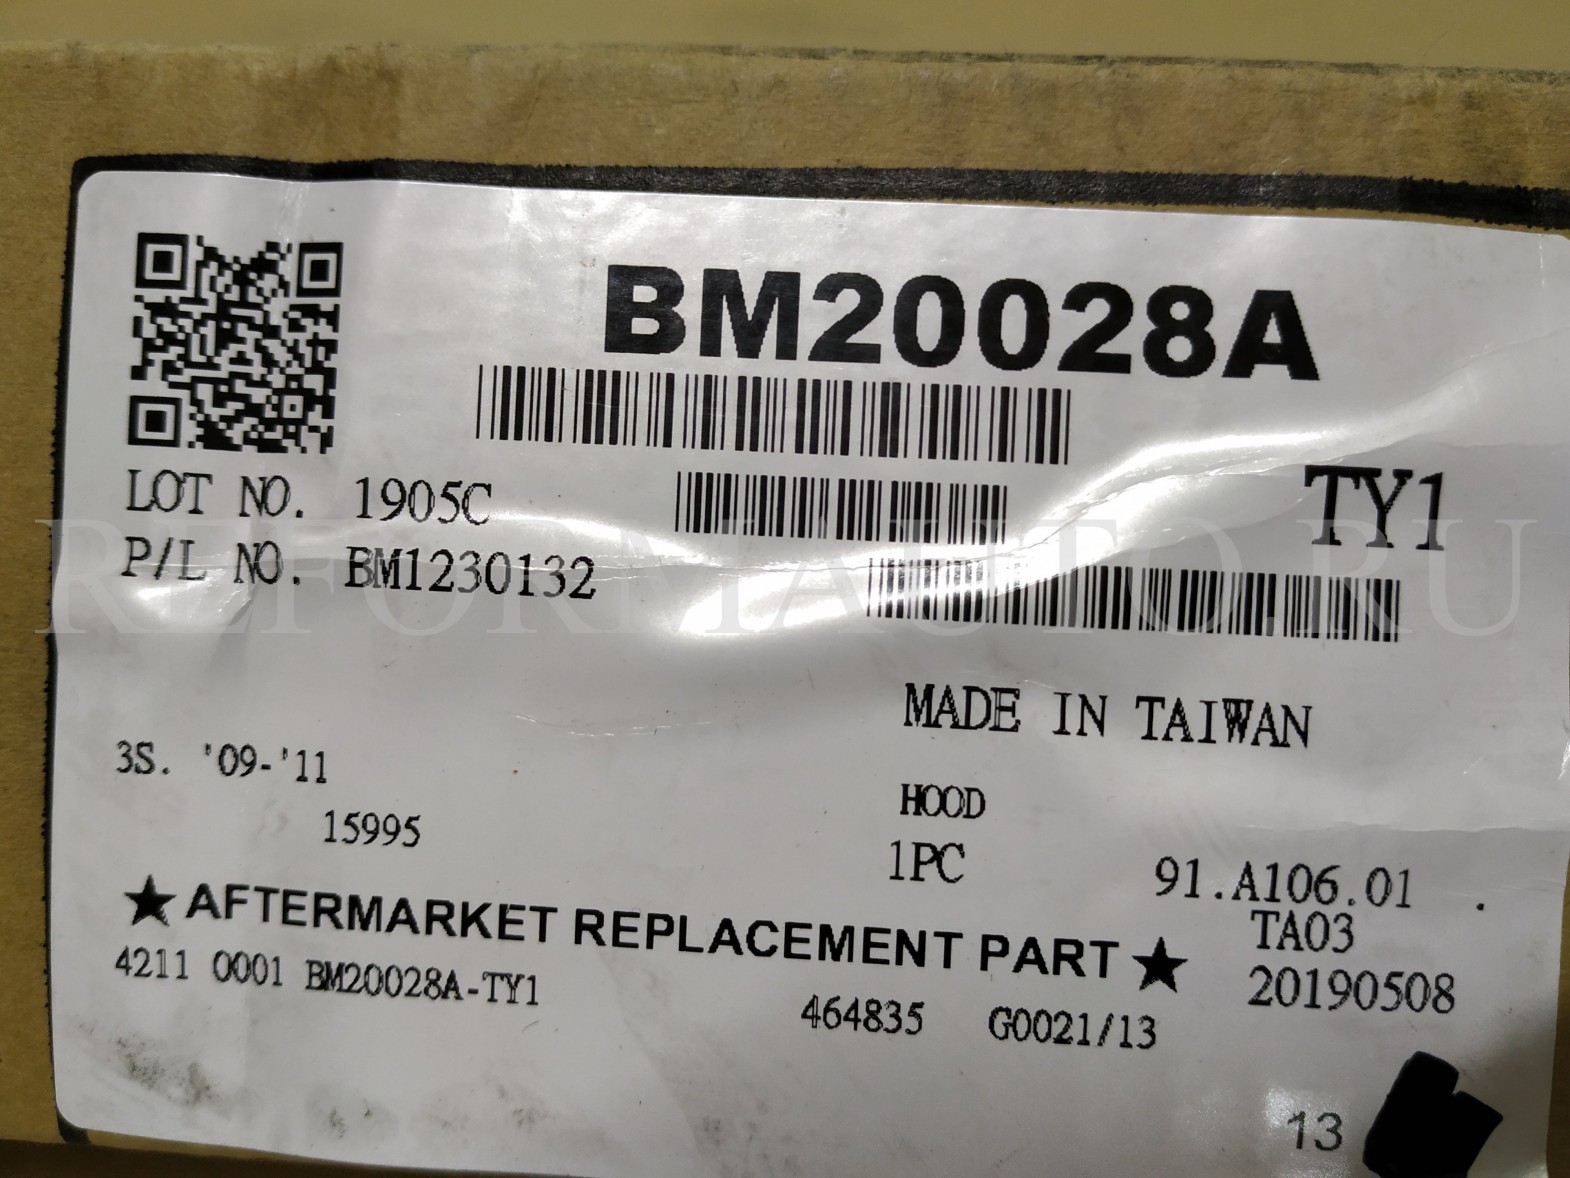 BM20028A
LOT NO. 1905C
TY1
P/L NO. BM1230132
REFORMAUTO.RU
MADE IN TAIWAN
3S. '09-'11
HOOD
15995
1PC
91.A106.01 .
★AFTERMARKET REPLACEMENT PART★
TA03
4211 0001 BM20028A-TY1
20190508
464835 G0021/13
13